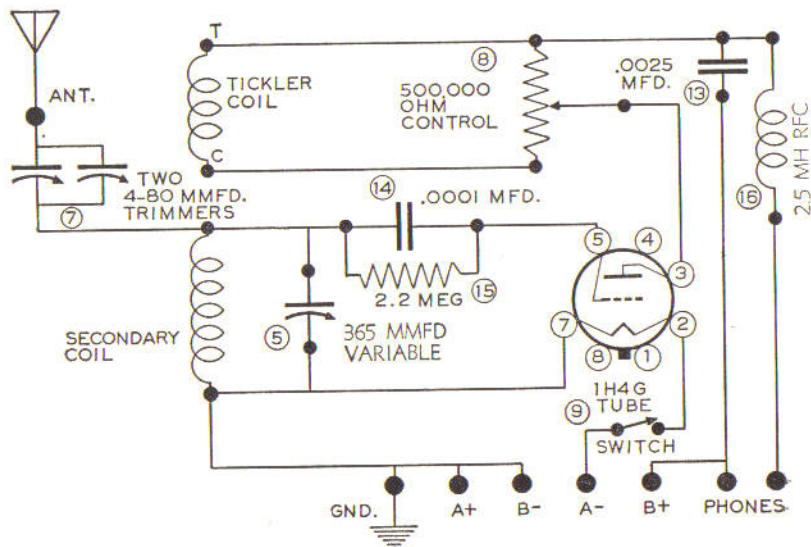 T
ANT.
TICKLER
COIL
8
500,000
OHM
CONTROL
.0025
MFD.
13
C
TWO
4-80 MMFD.
TRIMMERS
7
14
.0001 MFD.
16
2.5 MH RFC
2.2 MEG
15
5
4
3
7
2
8
1
SECONDARY
COIL
5
365 MMFD
VARIABLE
1H4G
TUBE
9
SWITCH
GND.
A+
B-
A-
B+
PHONES